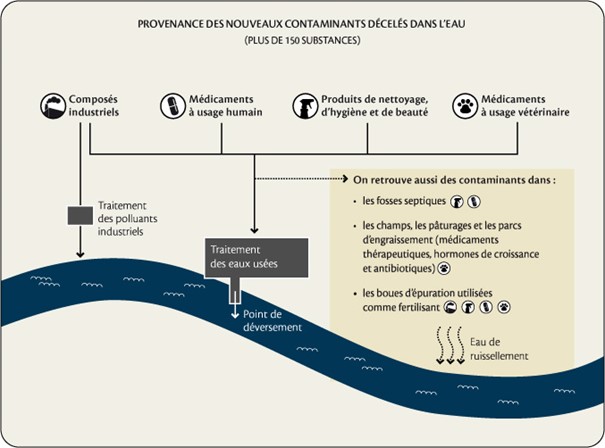 PROVENANCE DES NOUVEAUX CONTAMINANTS DÉCELÉS DANS L'EAU
(PLUS DE 150 SUBSTANCES)
Composés
industriels
Médicaments
à usage humain
Produits de nettoyage,
d'hygiène et de beauté
Médicaments
à usage vétérinaire
On retrouve aussi des contaminants dans :
• les fosses septiques
• les champs, les pâturages et les parcs
d'engraissement (médicaments
thérapeutiques, hormones de croissance
et antibiotiques)
• les boues d'épuration utilisées
comme fertilisant
Traitement
des polluants
industriels
Traitement
des eaux usées
Point de
déversement
Eau de
ruissellement